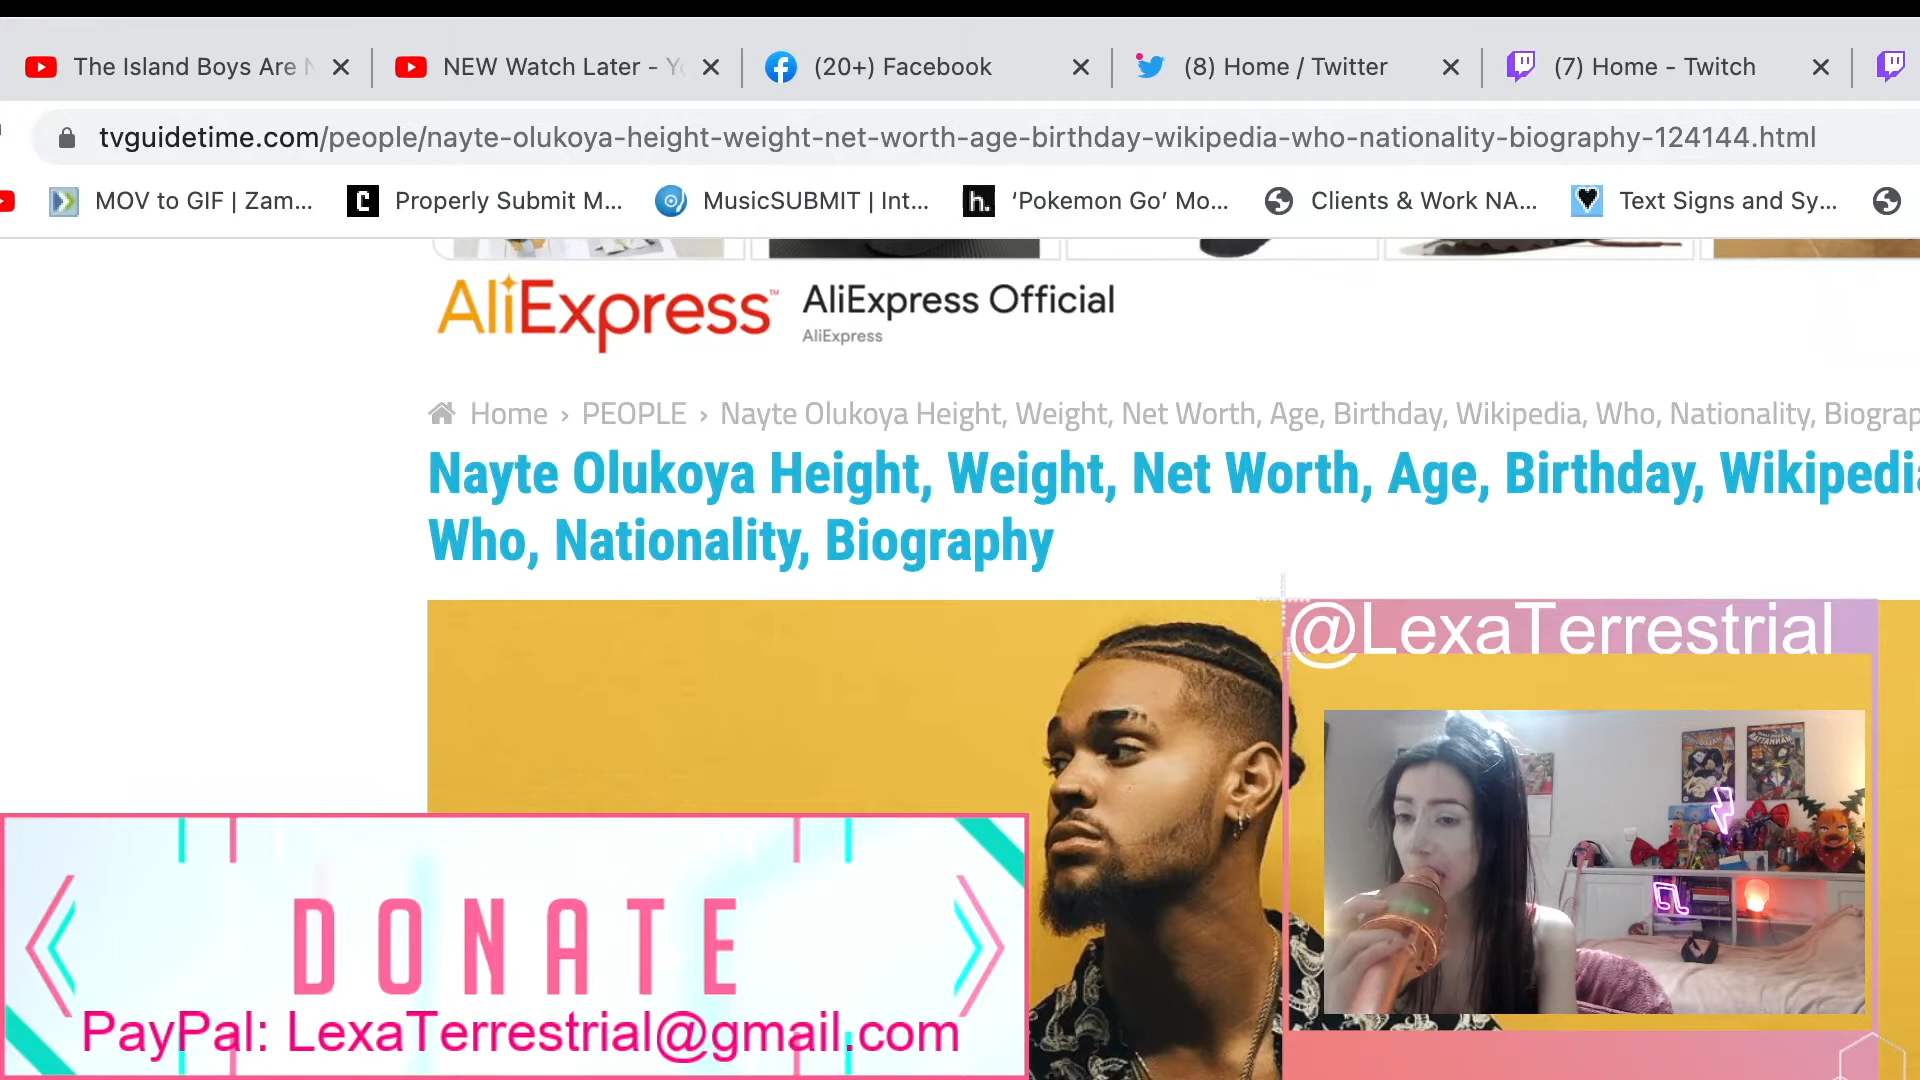 The Island Boys Are
NEW Watch Later -
(20+) Facebook
(8) Home / Twitter
(7) Home - Twitch
tvguidetime.com/people/nayte-olukoya-height-weight-net-worth-age-birthday-wikipedia-who-nationality-biography-124144.html
MOV to GIF | Zam...
Properly Submit M...
MusicSUBMIT | Int...
‘Pokemon Go’ Mo...
Clients & Work NA...
Text Signs and Sy...
AliExpress™
AliExpress Official
AliExpress
Home › PEOPLE › Nayte Olukoya Height, Weight, Net Worth, Age, Birthday, Wikipedia, Who, Nationality, Biograp
Nayte Olukoya Height, Weight, Net Worth, Age, Birthday, Wikipedia
Who, Nationality, Biography
@LexaTerrestrial
DONATE
PayPal: LexaTerrestrial@gmail.com